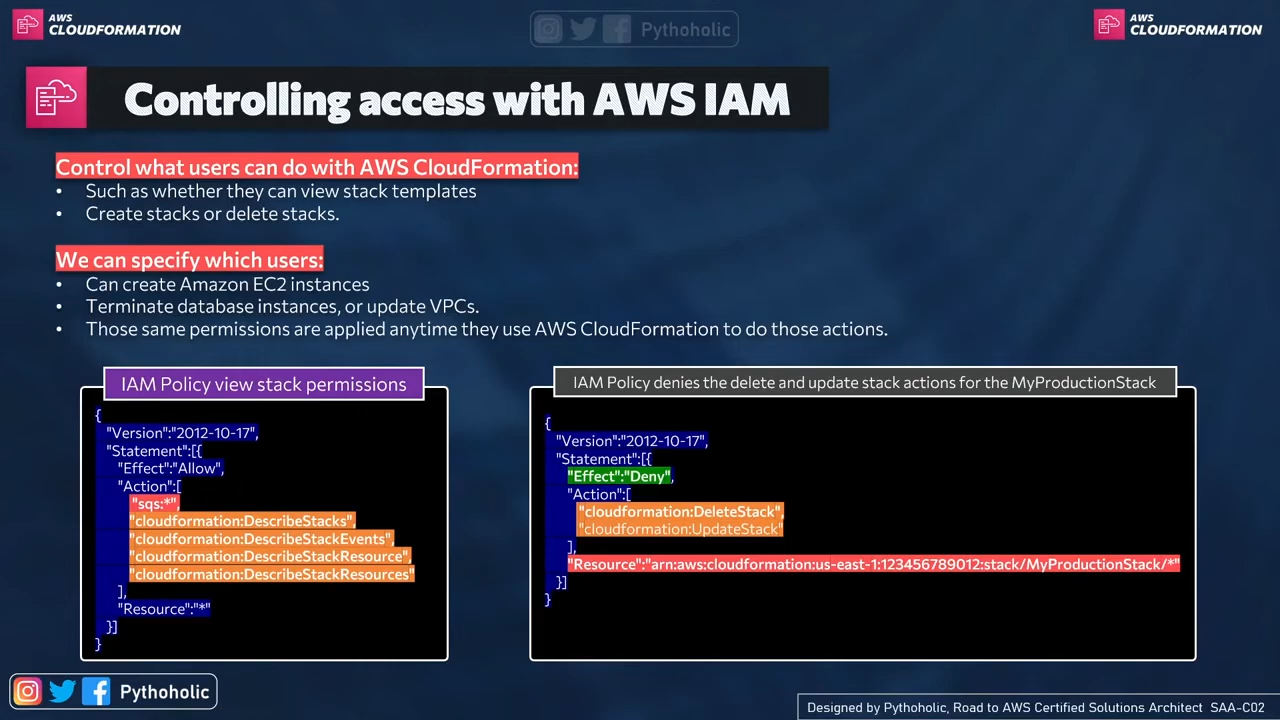 AWS
CLOUDFORMATION
Pythoholic
AWS
CLOUDFORMATION
Controlling access with AWS IAM
Control what users can do with AWS CloudFormation:
• Such as whether they can view stack templates
• Create stacks or delete stacks.
We can specify which users:
• Can create Amazon EC2 instances
• Terminate database instances, or update VPCs.
• Those same permissions are applied anytime they use AWS CloudFormation to do those actions.
IAM Policy view stack permissions
{
"Version":"2012-10-17",
"Statement":[{
"Effect":"Allow",
"Action":[
"sqs:*",
"cloudformation:DescribeStacks",
"cloudformation:DescribeStackEvents",
"cloudformation:DescribeStackResource",
"cloudformation:DescribeStackResources"
],
"Resource":"*"
}]
}
IAM Policy denies the delete and update stack actions for the MyProductionStack
{
"Version":"2012-10-17",
"Statement":[{
"Effect":"Deny",
"Action":[
"cloudformation:DeleteStack",
"cloudformation:UpdateStack"
],
"Resource":"arn:aws:cloudformation:us-east-1:123456789012:stack/MyProductionStack/*"
}]
}
Pythoholic
Designed by Pythoholic, Road to AWS Certified Solutions Architect SAA-C02